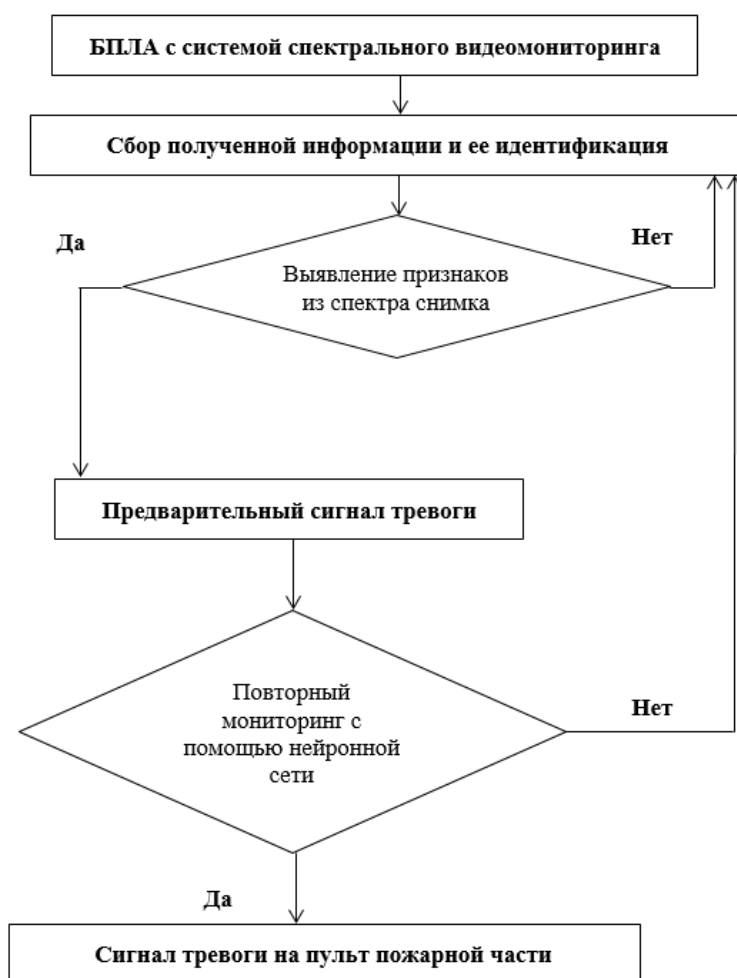 БПЛА с системой спектрального видеомониторинга
Сбор полученной информации и ее идентификация
Да
Нет
Выявление признаков
из спектра снимка
Предварительный сигнал тревоги
Повторный
мониторинг с
помощью нейронной
сети
Нет
Да
Сигнал тревоги на пульт пожарной части